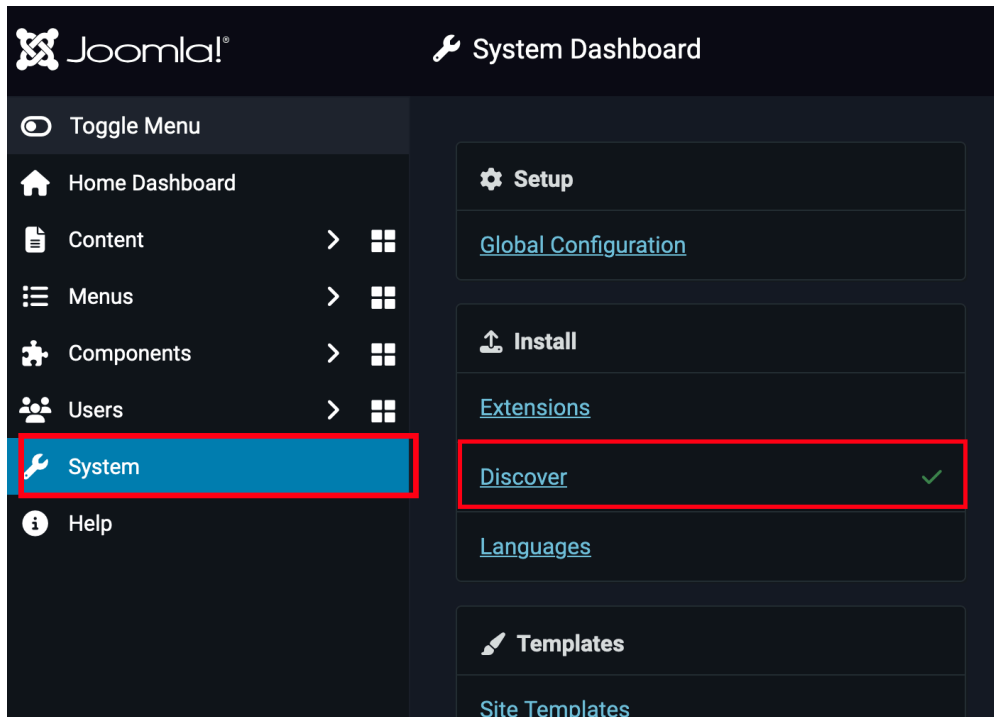 Joomla!®
System Dashboard
Toggle Menu
Home Dashboard
Content
Menus
Components
Users
System
Help
Setup
Global Configuration
Install
Extensions
Discover
Languages
Templates
Site Templates